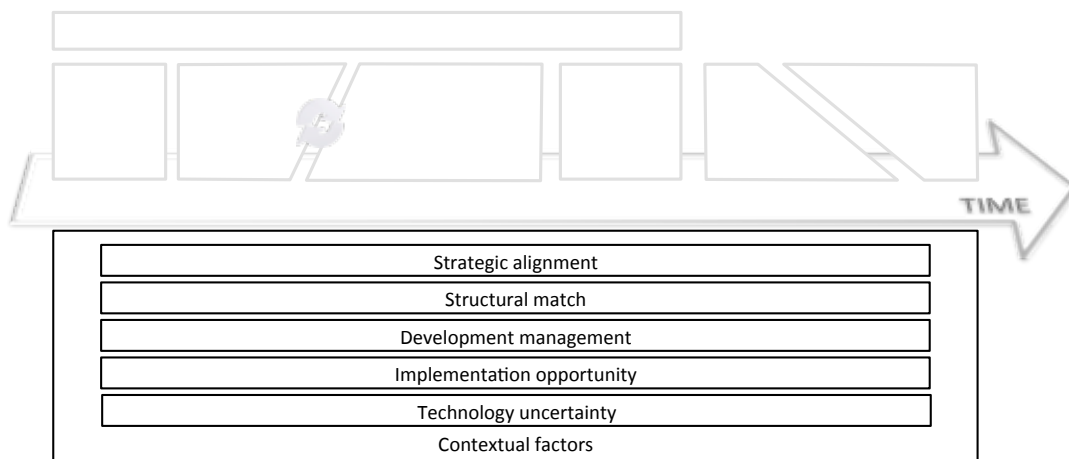 TIME
Strategic alignment
Structural match
Development management
Implementation opportunity
Technology uncertainty
Contextual factors